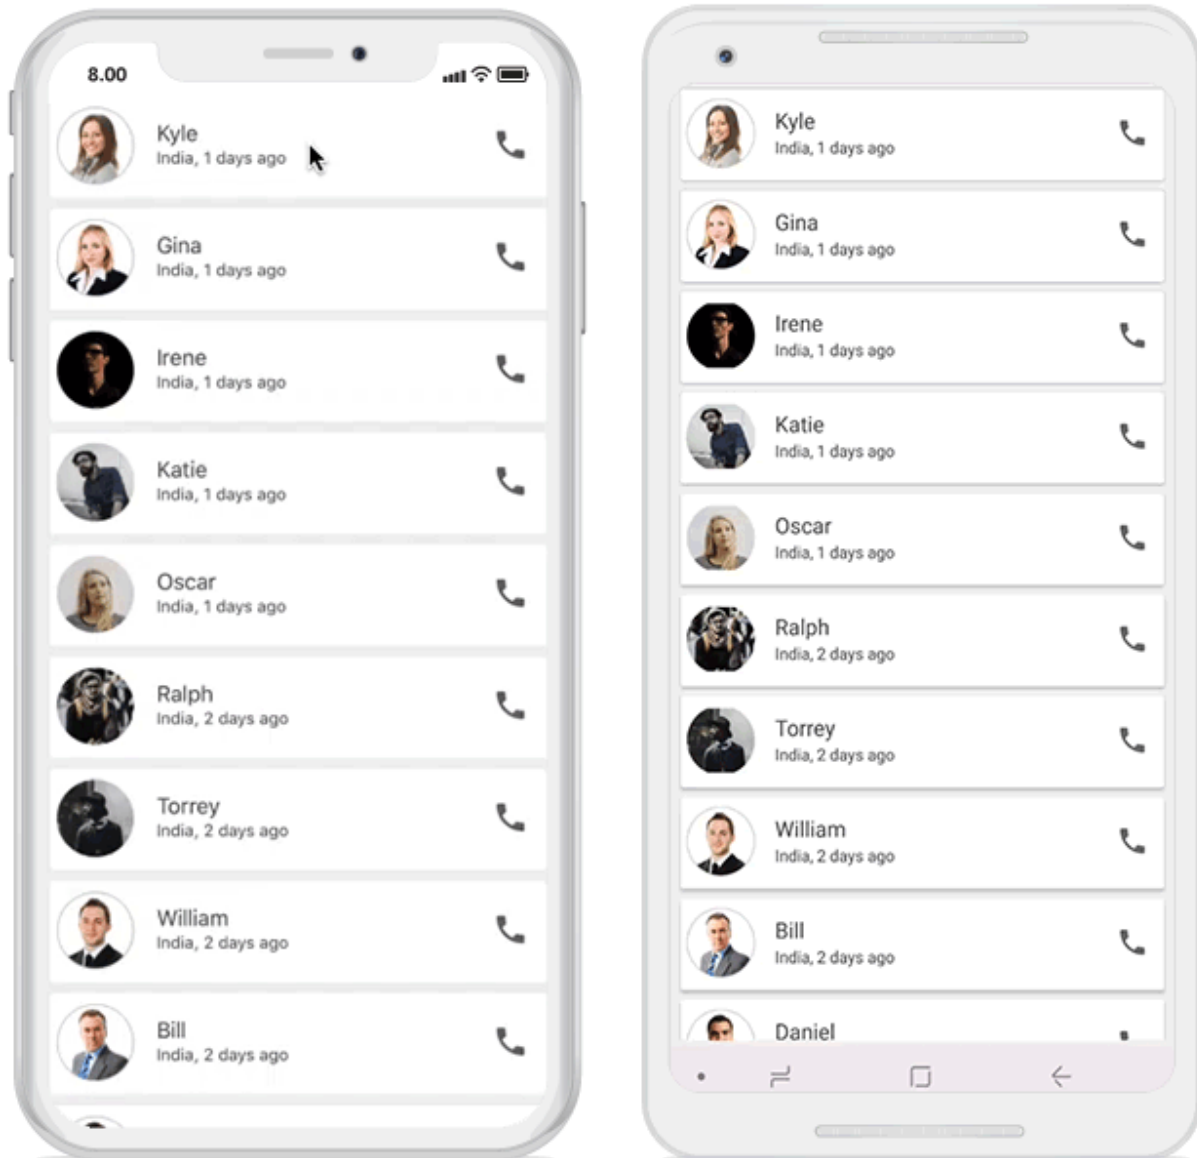 8.00
Kyle
India, 1 days ago
Gina
India, 1 days ago
Irene
India, 1 days ago
Katie
India, 1 days ago
Oscar
India, 1 days ago
Ralph
India, 2 days ago
Torrey
India, 2 days ago
William
India, 2 days ago
Bill
India, 2 days ago
Kyle
India, 1 days ago
Gina
India, 1 days ago
Irene
India, 1 days ago
Katie
India, 1 days ago
Oscar
India, 1 days ago
Ralph
India, 2 days ago
Torrey
India, 2 days ago
William
India, 2 days ago
Bill
India, 2 days ago
Daniel